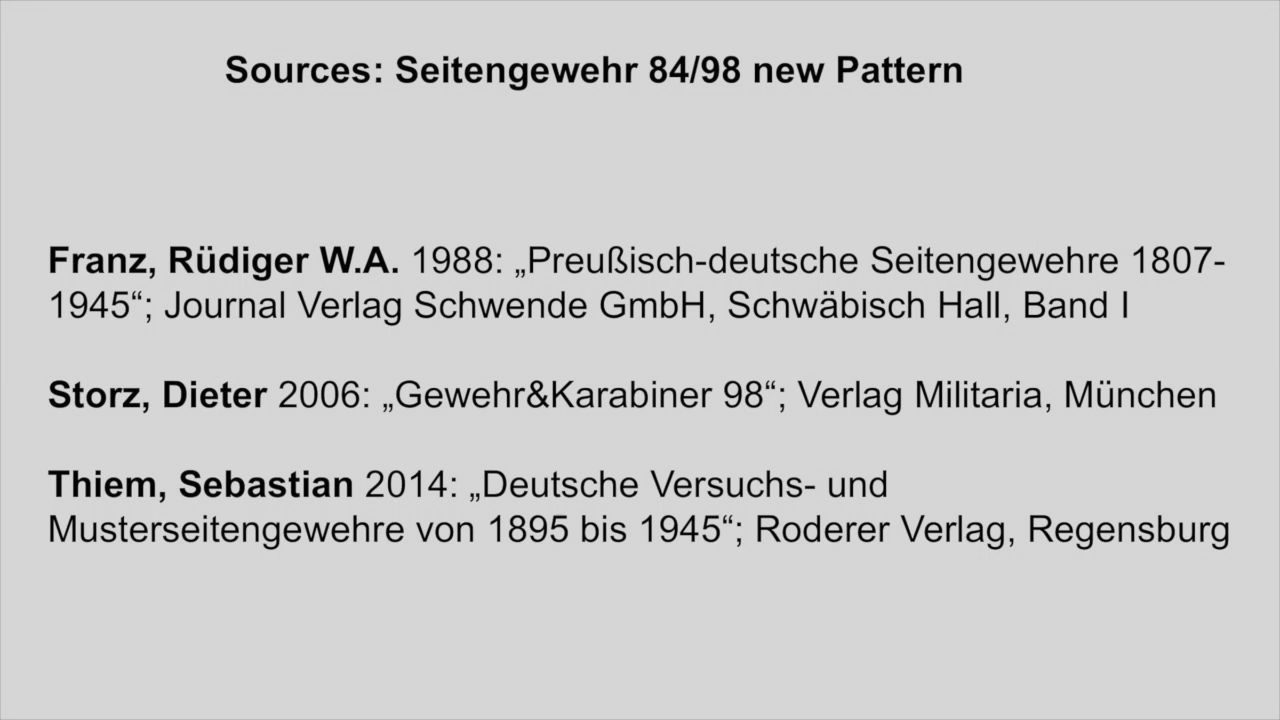 Sources: Seitengewehr 84/98 new Pattern
Franz, Rüdiger W.A. 1988: „Preußisch-deutsche Seitengewehre 1807-
1945“; Journal Verlag Schwende GmbH, Schwäbisch Hall, Band I
Storz, Dieter 2006: „Gewehr&Karabiner 98“; Verlag Militaria, München
Thiem, Sebastian 2014: „Deutsche Versuchs- und
Musterseitengewehre von 1895 bis 1945“; Roderer Verlag, Regensburg